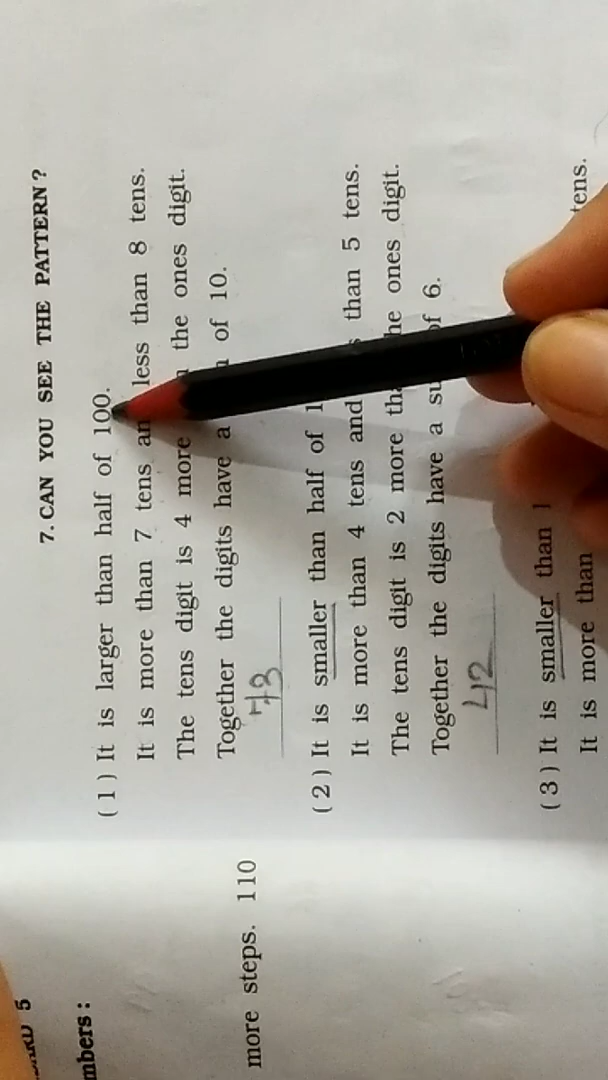 7. CAN YOU SEE THE PATTERN?
(1) It is larger than half of 100.
It is more than 7 tens an less than 8 tens.
The tens digit is 4 more the ones digit.
Together the digits have a of 10.
73
(2) It is smaller than half of
It is more than 4 tens and than 5 tens.
The tens digit is 2 more ones digit.
Together the digits have a of 6.
42
(3) It is smaller than
It is more than tens.
5
mbers :
more steps. 110